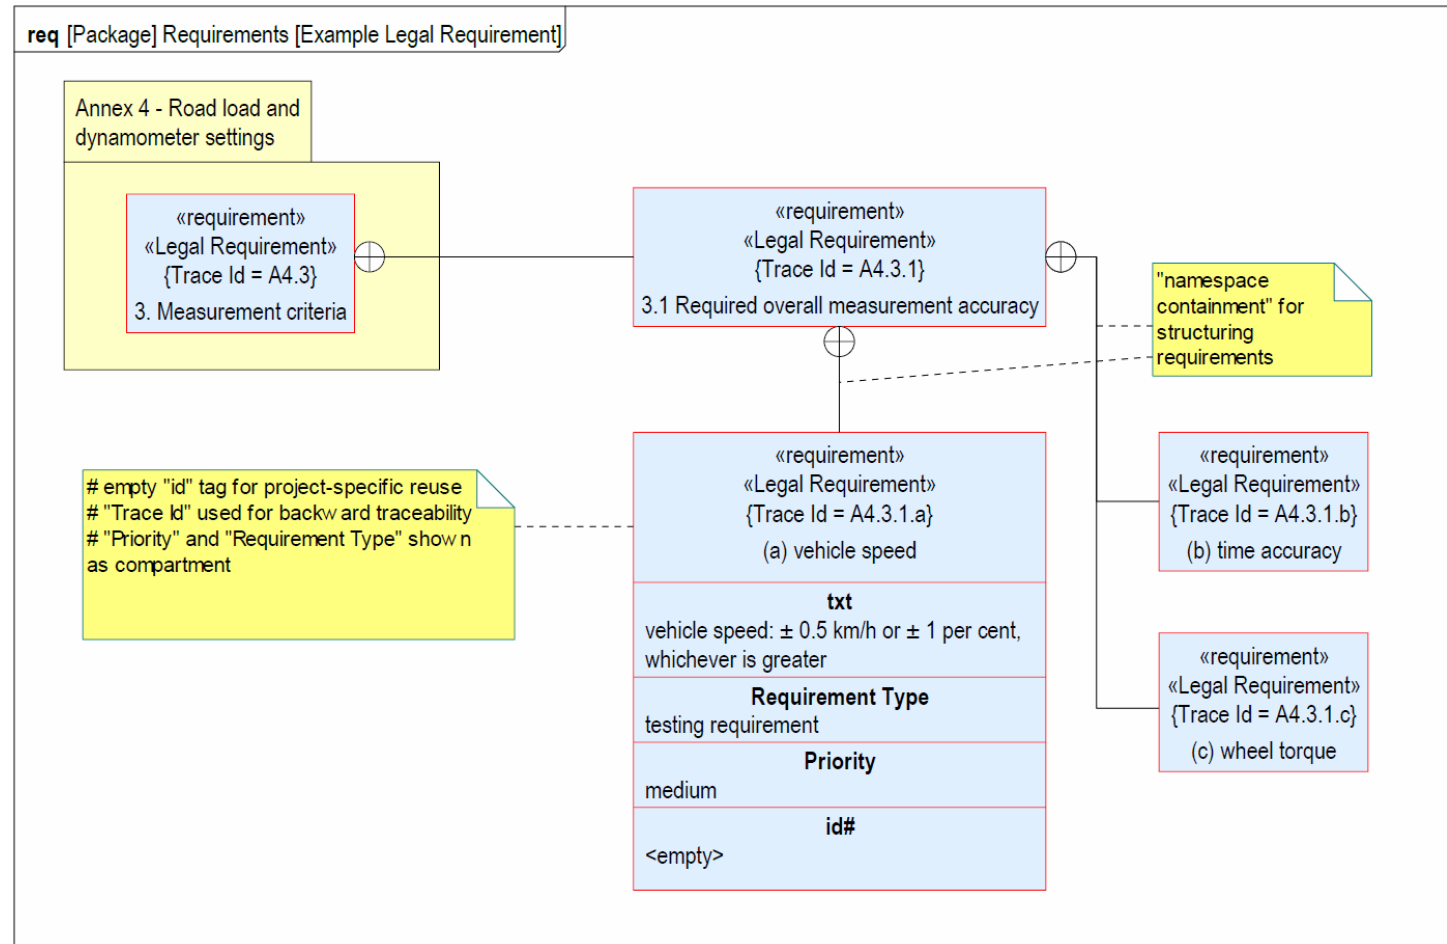 req [Package] Requirements [Example Legal Requirement]
Annex 4 - Road load and
dynamometer settings
«requirement»
«Legal Requirement»
{Trace Id = A4.3}
3. Measurement criteria
«requirement»
«Legal Requirement»
{Trace Id = A4.3.1}
3.1 Required overall measurement accuracy
"namespace
containment" for
structuring
requirements
# empty "id" tag for project-specific reuse
# "Trace Id" used for backward traceability
# "Priority" and "Requirement Type" shown
as compartment
«requirement»
«Legal Requirement»
{Trace Id = A4.3.1.a}
(a) vehicle speed
txt
vehicle speed: ± 0.5 km/h or ± 1 per cent,
whichever is greater
Requirement Type
testing requirement
Priority
medium
id#
<empty>
«requirement»
«Legal Requirement»
{Trace Id = A4.3.1.b}
(b) time accuracy
«requirement»
«Legal Requirement»
{Trace Id = A4.3.1.c}
(c) wheel torque